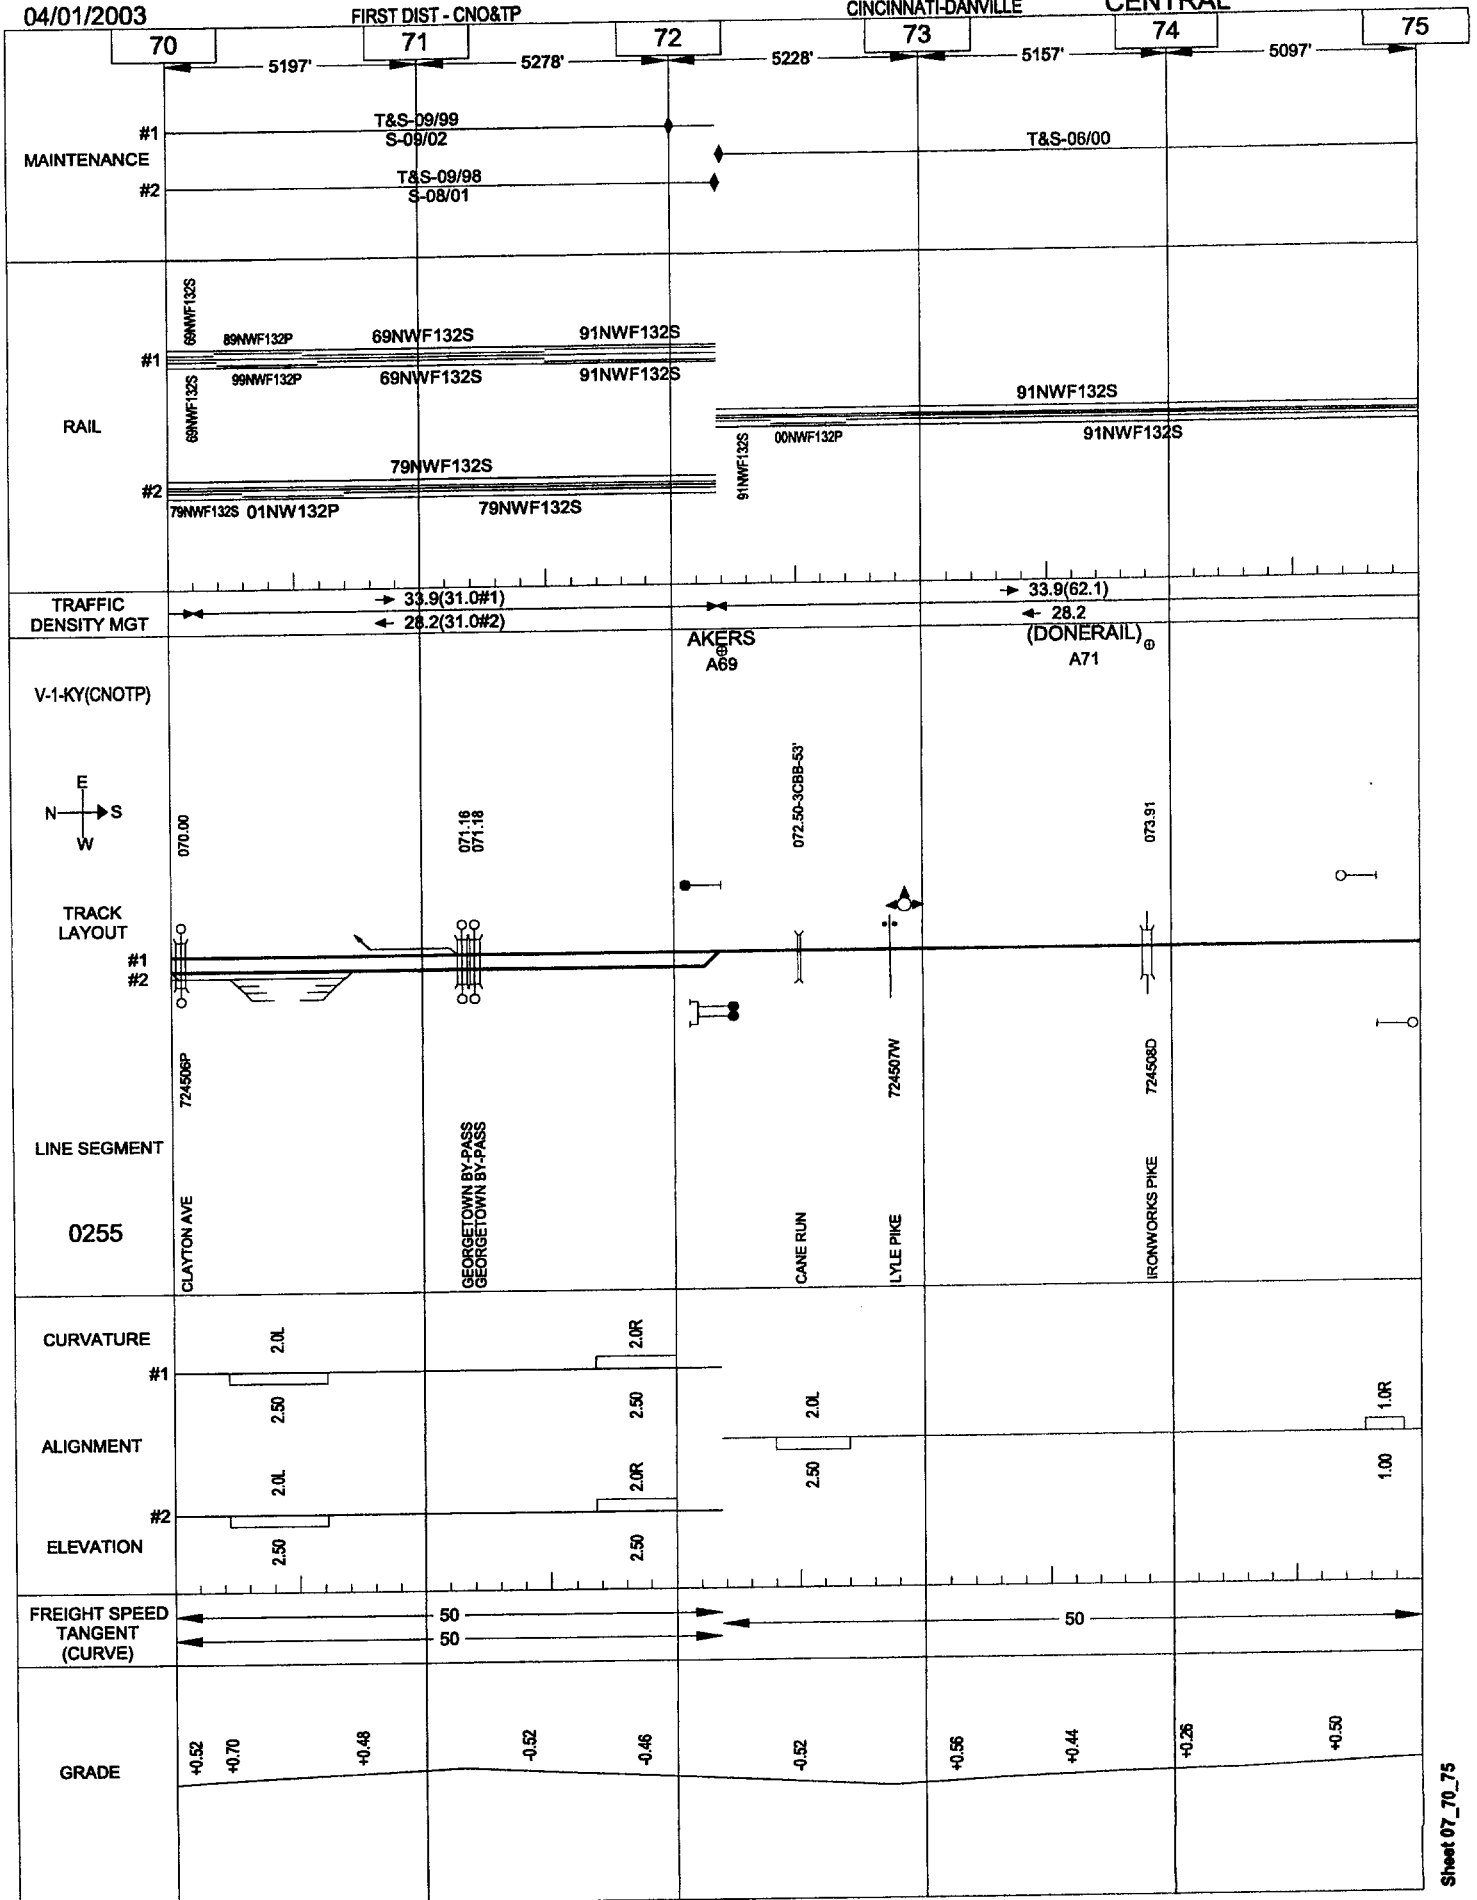 04/01/2003
FIRST DIST - CNO&TP
CINCINNATI-DANVILLE
CENTRAL
70
71
72
73
74
75
5197'
5278'
5228'
5157'
5097'
MAINTENANCE
#1
T&S-09/99
S-09/02
T&S-06/00
#2
T&S-09/98
S-08/01
RAIL
69NWF132S
89NWF132P
69NWF132S
91NWF132S
#1
69NWF132S
99NWF132P
69NWF132S
91NWF132S
91NWF132S
91NWF132S
00NWF132P
91NWF132S
79NWF132S
#2
79NWF132S
01NW132P
79NWF132S
TRAFFIC
DENSITY MGT
33.9(31.0#1)
28.2(31.0#2)
33.9(62.1)
28.2
AKERS
A69
(DONERAIL)
A71
V-1-KY(CNOTP)
E
N
S
W
070.00
071.16
071.18
072.50-3CBB-53'
073.91
TRACK
LAYOUT
#1
#2
724506P
724507W
724508D
LINE SEGMENT
0255
CLAYTON AVE
GEORGETOWN BY-PASS
GEORGETOWN BY-PASS
CANE RUN
LYLE PIKE
IRONWORKS PIKE
CURVATURE
#1
2.0L
2.50
2.0R
2.50
2.0L
2.50
1.0R
1.00
ALIGNMENT
#2
2.0L
2.50
2.0R
2.50
ELEVATION
FREIGHT SPEED
TANGENT
(CURVE)
50
50
50
GRADE
+0.52
+0.70
+0.48
-0.52
-0.46
-0.52
+0.56
+0.44
+0.26
+0.50
Sheet 07_70_75